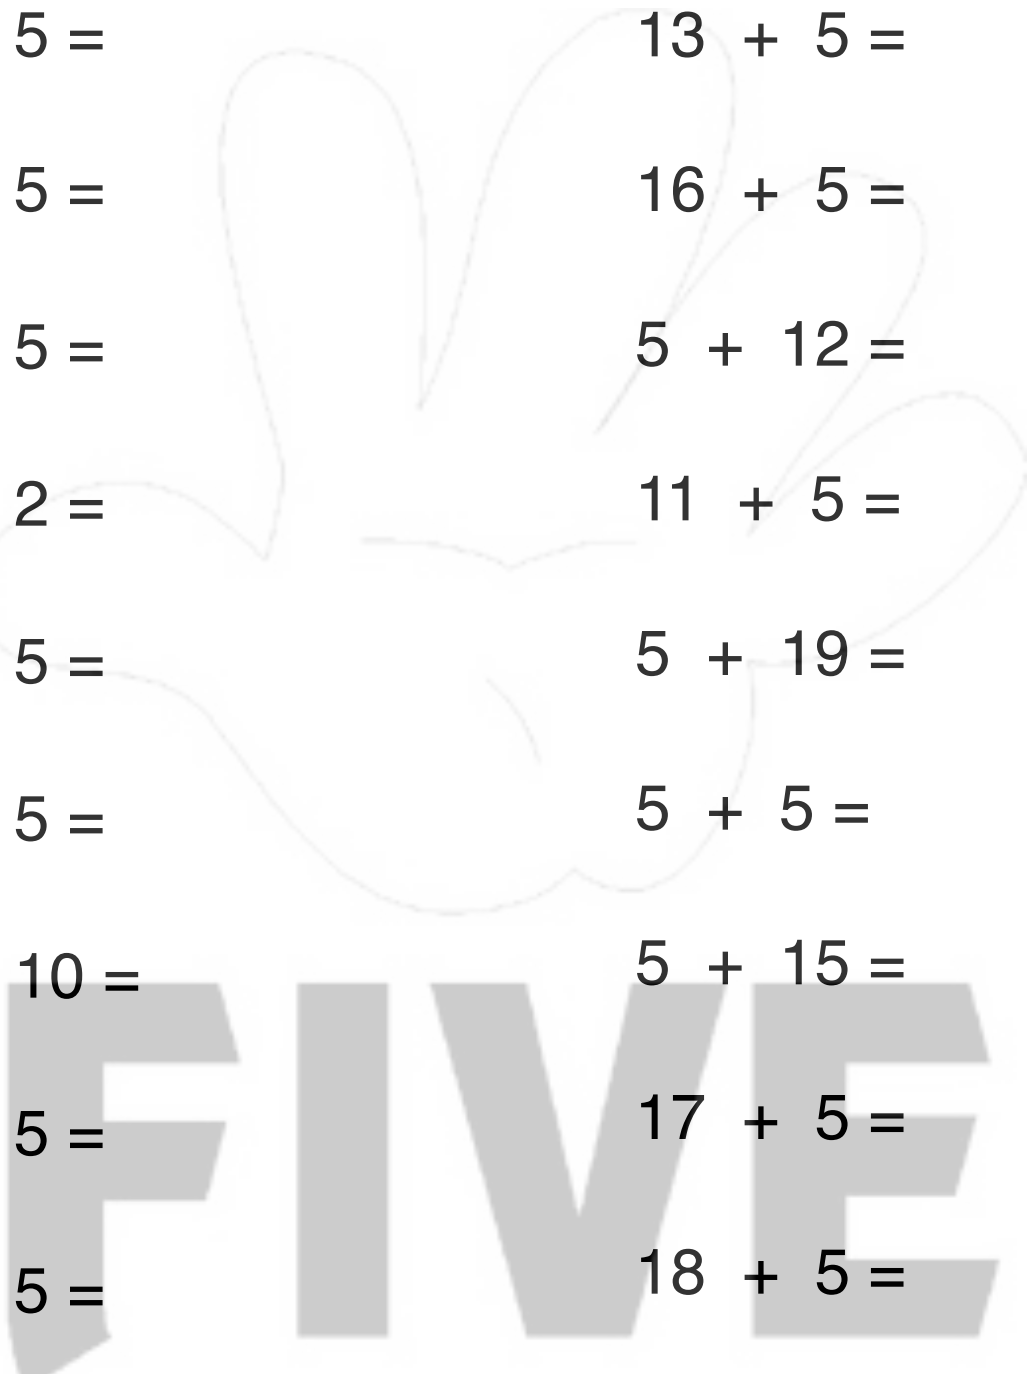 5 =
5 =
5 =
2 =
5 =
5 =
10 =
5 =
5 =
13 + 5 =
16 + 5 =
5 + 12 =
11 + 5 =
5 + 19 =
5 + 5 =
5 + 15 =
17 + 5 =
18 + 5 =
FIVE